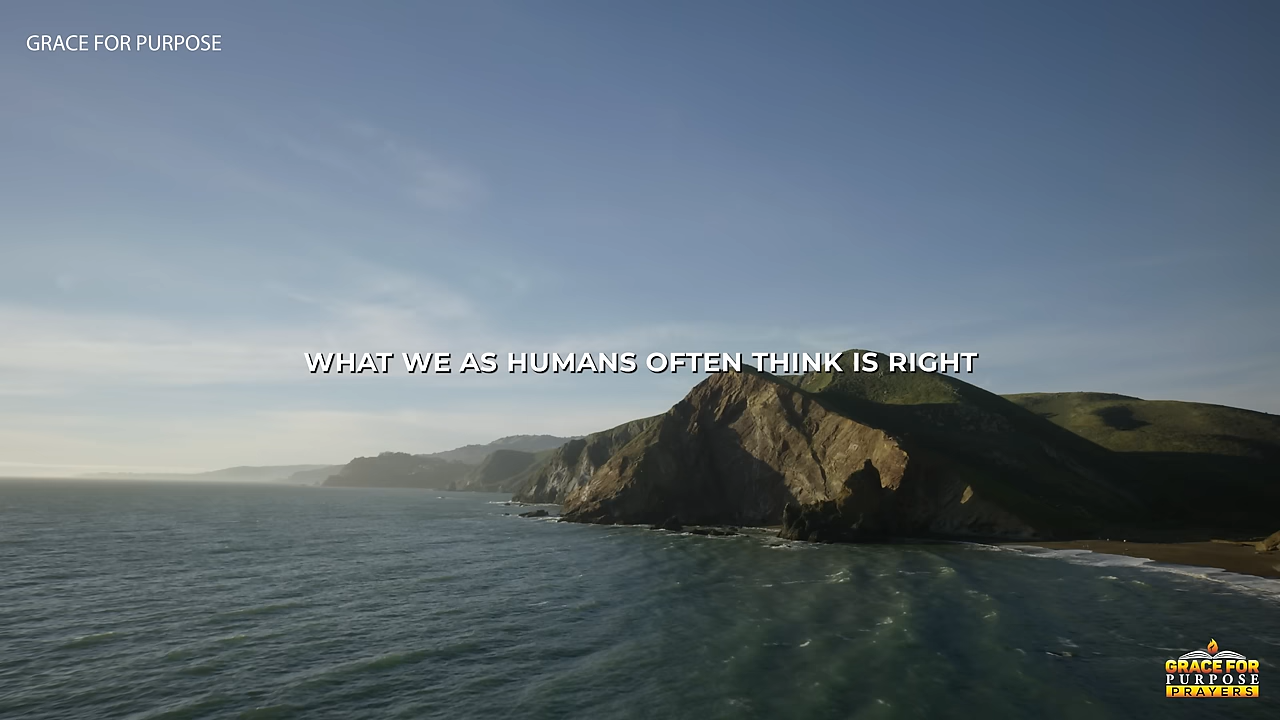 GRACE FOR PURPOSE
WHAT WE AS HUMANS OFTEN THINK IS RIGHT
GRACE FOR
PURPOSE
PRAYERS